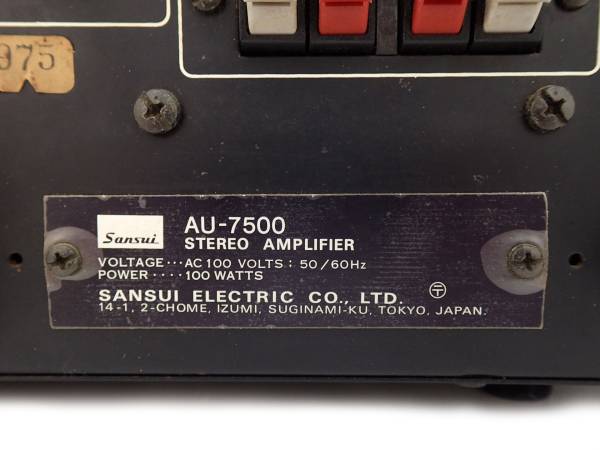 975
Sansui
AU-7500
STEREO AMPLIFIER
VOLTAGE··· AC 100 VOLTS : 50/60Hz
POWER ···· 100 WATTS
SANSUI ELECTRIC CO., LTD. 〶
14-1, 2-CHOME, IZUMI, SUGINAMI-KU, TOKYO, JAPAN.